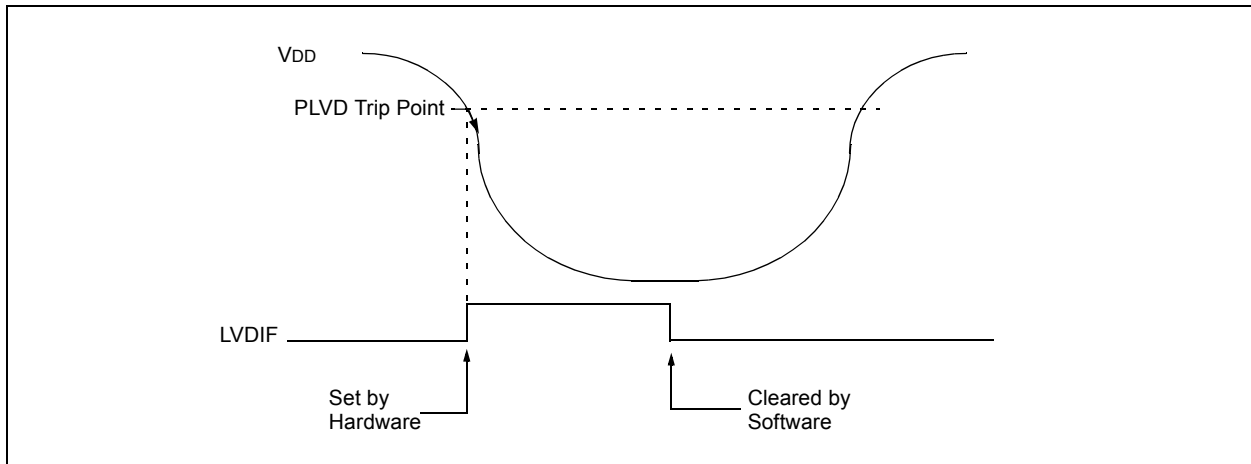 VDD
PLVD Trip Point
LVDIF
Set by
Hardware
Cleared by
Software